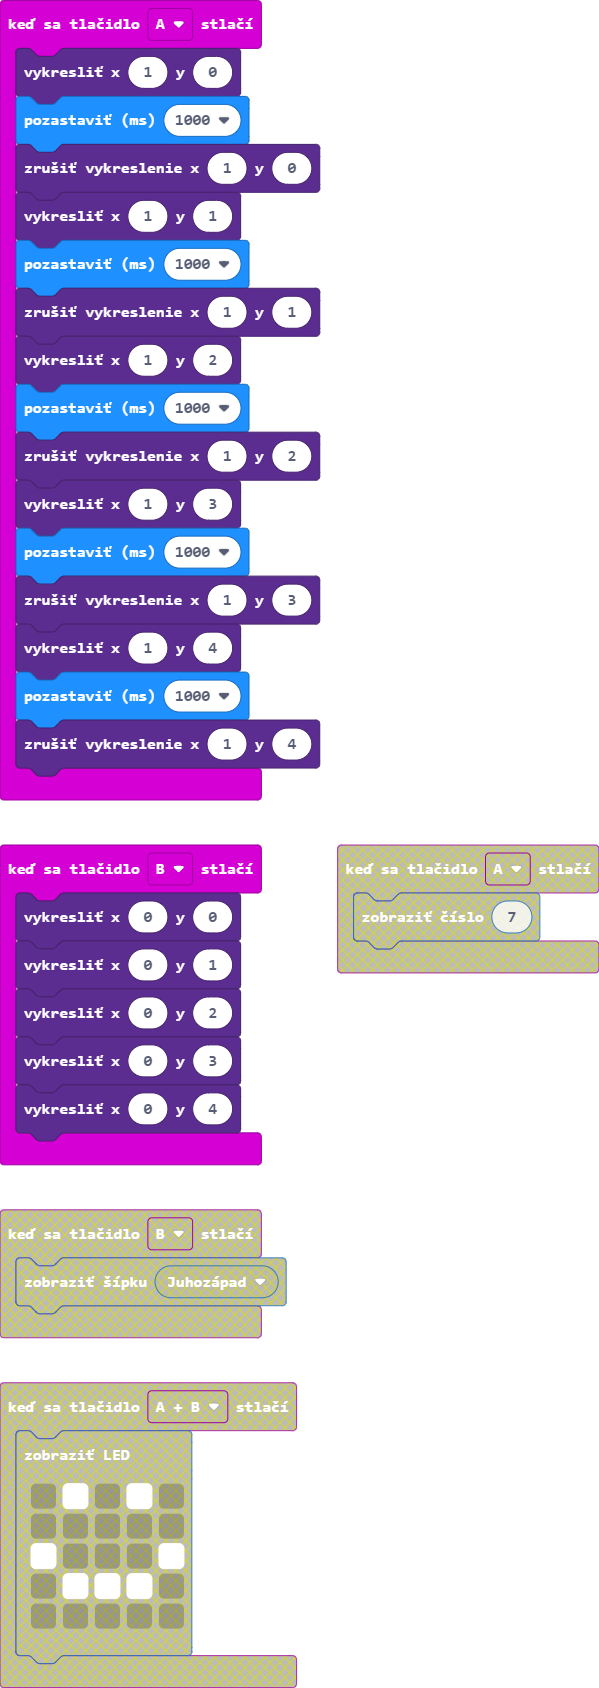 keď sa tlačidlo A stlačí
vykresliť x 1 y 0
pozastaviť (ms) 1000
zrušiť vykreslenie x 1 y 0
vykresliť x 1 y 1
pozastaviť (ms) 1000
zrušiť vykreslenie x 1 y 1
vykresliť x 1 y 2
pozastaviť (ms) 1000
zrušiť vykreslenie x 1 y 2
vykresliť x 1 y 3
pozastaviť (ms) 1000
zrušiť vykreslenie x 1 y 3
vykresliť x 1 y 4
pozastaviť (ms) 1000
zrušiť vykreslenie x 1 y 4
keď sa tlačidlo B stlačí
vykresliť x 0 y 0
vykresliť x 0 y 1
vykresliť x 0 y 2
vykresliť x 0 y 3
vykresliť x 0 y 4
keď sa tlačidlo A stlačí
zobraziť číslo 7
keď sa tlačidlo B stlačí
zobraziť šípku Juhozápad
keď sa tlačidlo A + B stlačí
zobraziť LED